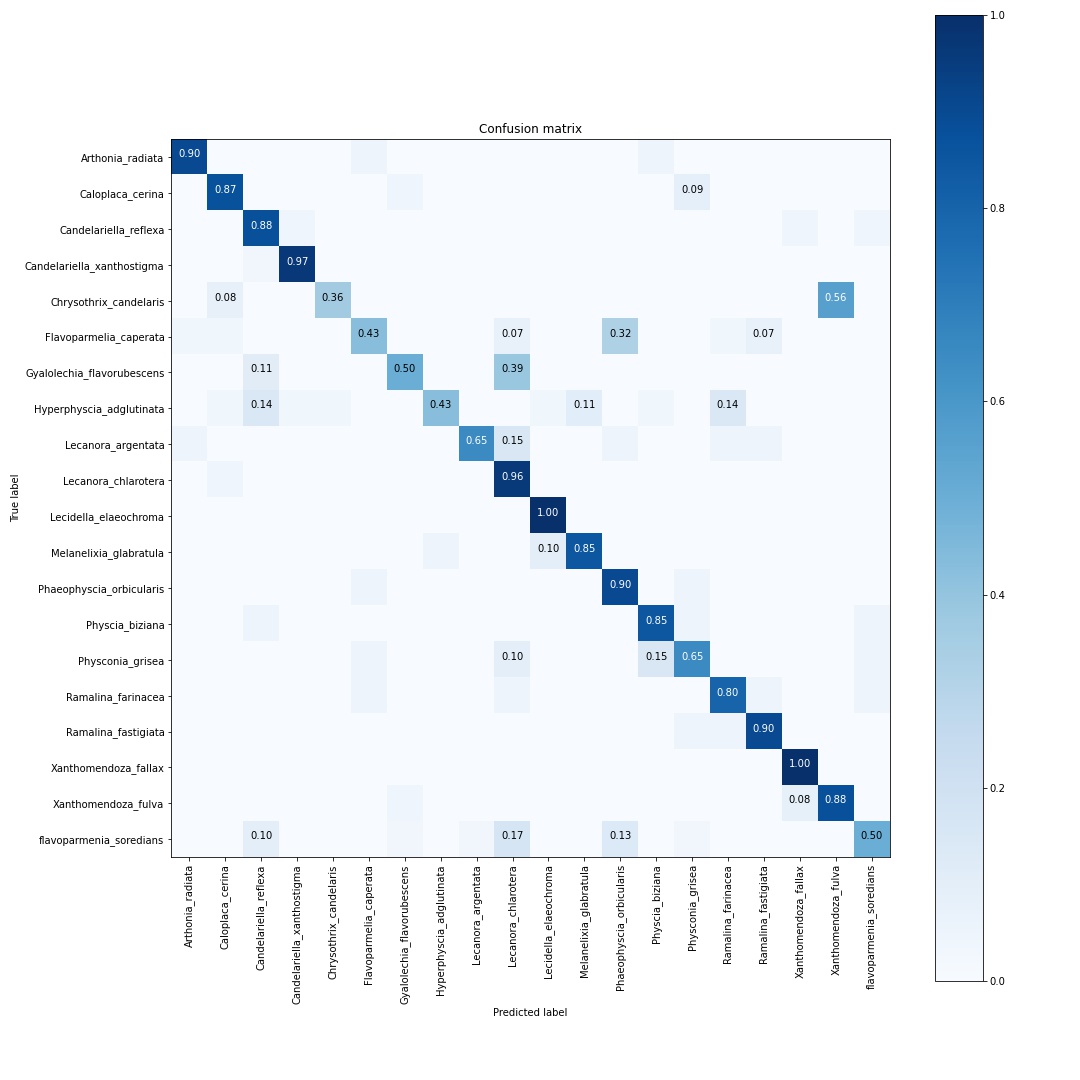 Confusion matrix
1.0
0.8
0.6
0.4
0.2
0.0
True label
Arthonia_radiata 0.90
Caloplaca_cerina 0.87 0.09
Candelariella_reflexa 0.88
Candelariella_xanthostigma 0.97
Chrysothrix_candelaris 0.08 0.36 0.56
Flavoparmelia_caperata 0.43 0.07 0.32 0.07
Gyalolechia_flavorubescens 0.11 0.50 0.39
Hyperphyscia_adglutinata 0.14 0.43 0.11 0.14
Lecanora_argentata 0.65 0.15
Lecanora_chlarotera 0.96
Lecidella_elaeochroma 1.00
Melanelixia_glabratula 0.10 0.85
Phaeophyscia_orbicularis 0.90
Physcia_biziana 0.85
Physconia_grisea 0.10 0.15 0.65
Ramalina_farinacea 0.80
Ramalina_fastigiata 0.90
Xanthomendoza_fallax 1.00
Xanthomendoza_fulva 0.08 0.88
flavoparmenia_soredians 0.10 0.17 0.13 0.50
Arthonia_radiata
Caloplaca_cerina
Candelariella_reflexa
Candelariella_xanthostigma
Chrysothrix_candelaris
Flavoparmelia_caperata
Gyalolechia_flavorubescens
Hyperphyscia_adglutinata
Lecanora_argentata
Lecanora_chlarotera
Lecidella_elaeochroma
Melanelixia_glabratula
Phaeophyscia_orbicularis
Physcia_biziana
Physconia_grisea
Ramalina_farinacea
Ramalina_fastigiata
Xanthomendoza_fallax
Xanthomendoza_fulva
flavoparmenia_soredians
Predicted label